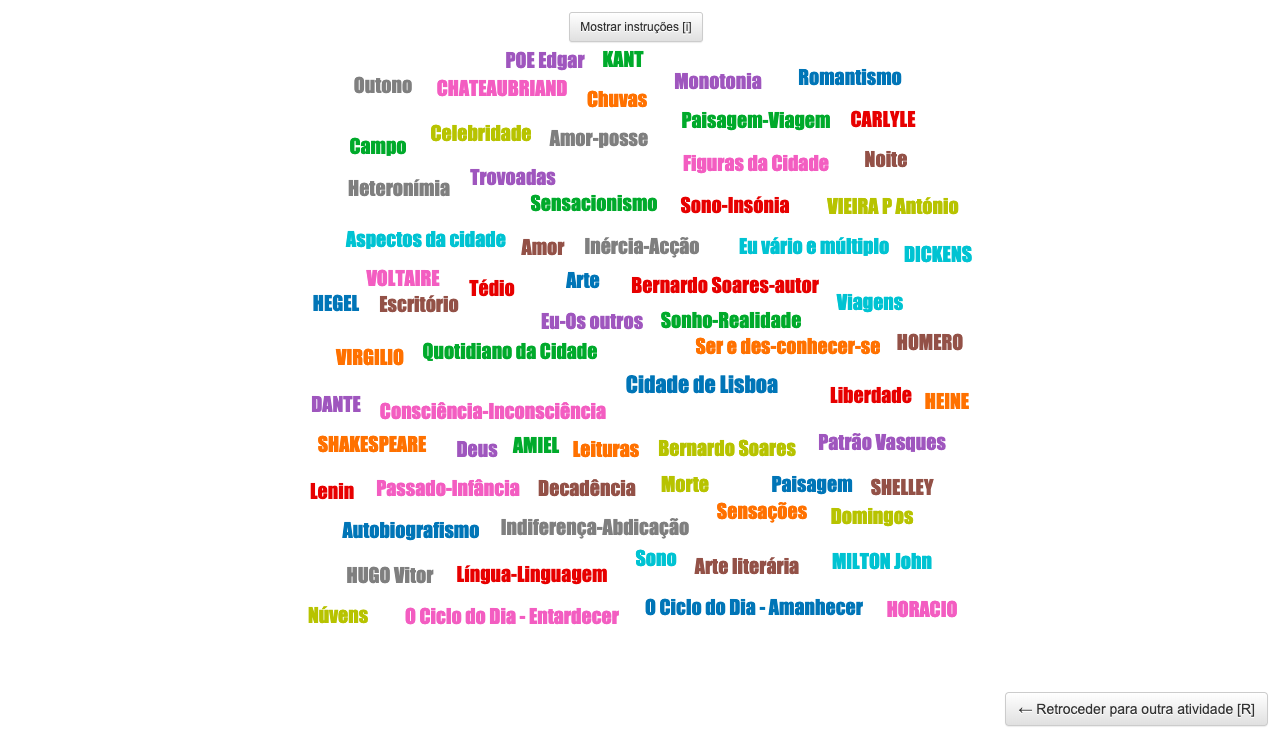 Mostrar instruções [i]
POE Edgar KANT
Outono CHATEAUBRIAND Chuvas Monotonia Romantismo
Campo Celebridade Amor-posse Paisagem-Viagem CARLYLE
Figuras da Cidade Noite
Heteronímia Trovoadas
Sensacionismo Sono-Insónia VIEIRA P António
Aspectos da cidade Amor Inércia-Acção Eu vário e múltiplo DICKENS
VOLTAIRE Tédio Arte Bernardo Soares-autor
HEGEL Escritório Viagens
Eu-Os outros Sonho-Realidade
VIRGILIO Quotidiano da Cidade Ser e des-conhecer-se HOMERO
Cidade de Lisboa
DANTE Consciência-Inconsciência Liberdade HEINE
SHAKESPEARE Deus AMIEL Leituras Bernardo Soares Patrão Vasques
Lenin Passado-Infância Decadência Morte Paisagem SHELLEY
Autobiografismo Indiferença-Abdicação Sensações Domingos
HUGO Vitor Língua-Linguagem Sono Arte literária MILTON John
Núvens O Ciclo do Dia - Entardecer O Ciclo do Dia - Amanhecer HORACIO
← Retroceder para outra atividade [R]